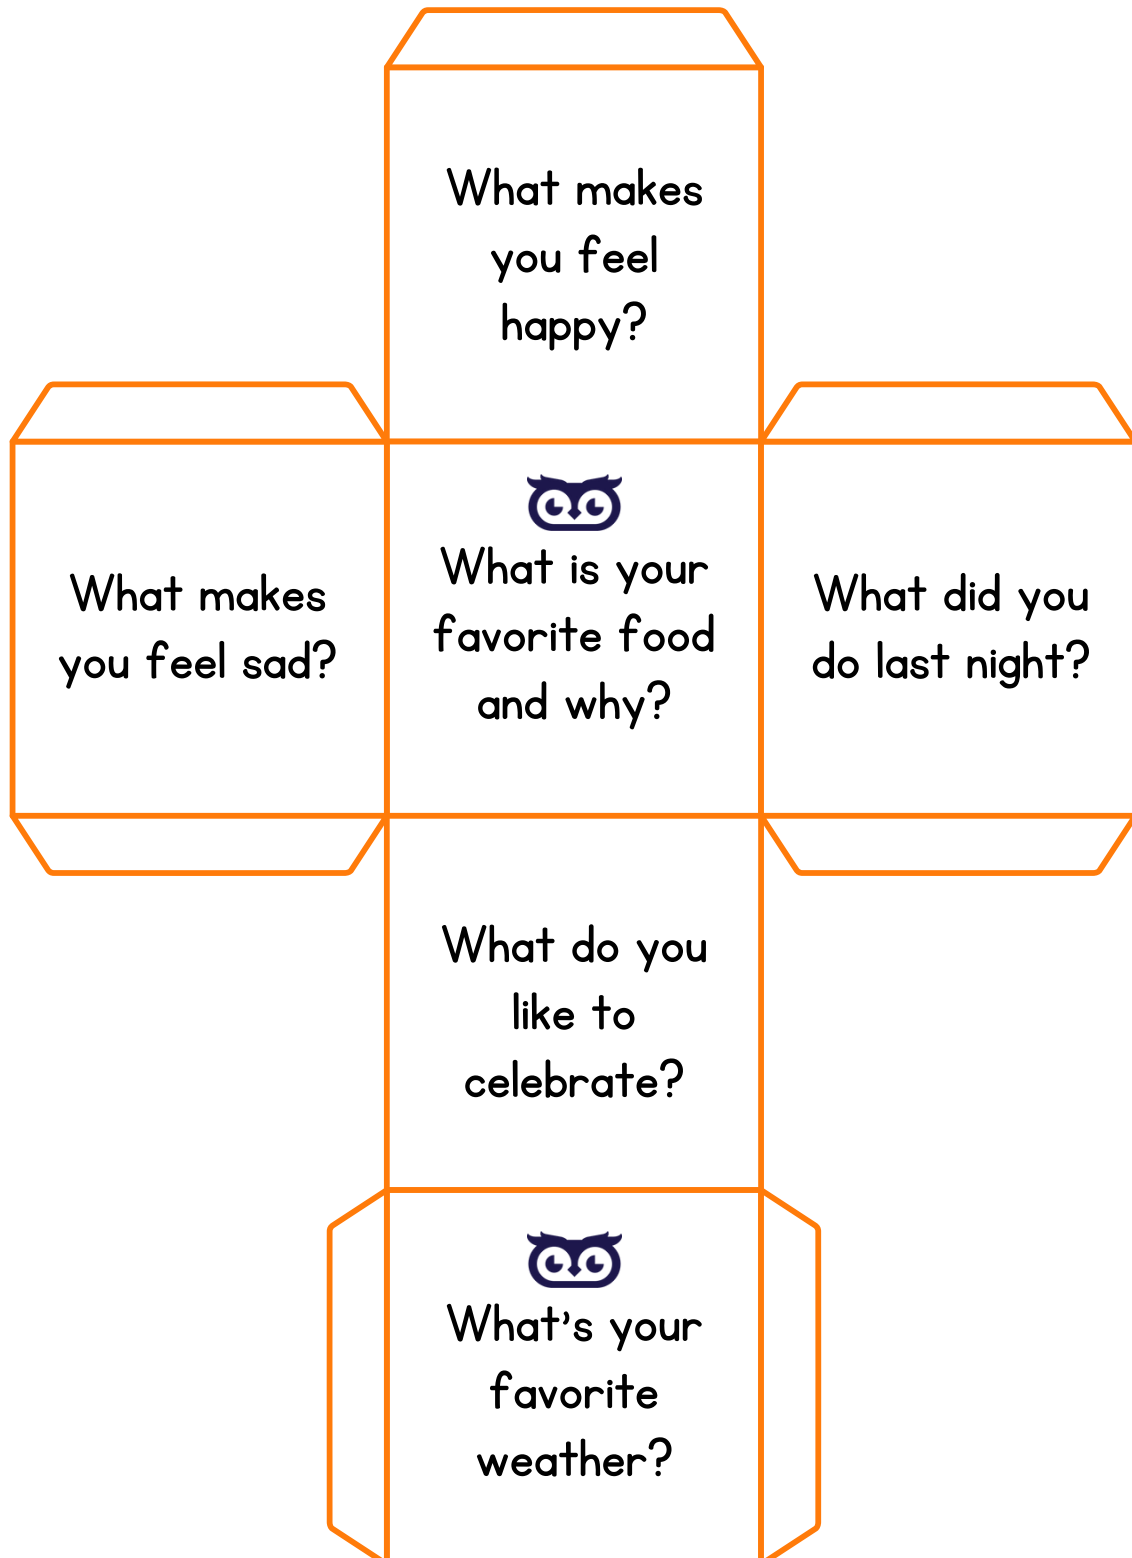 What makes
you feel
happy?
What makes
you feel sad?
What is your
favorite food
and why?
What did you
do last night?
What do you
like to
celebrate?
What's your
favorite
weather?